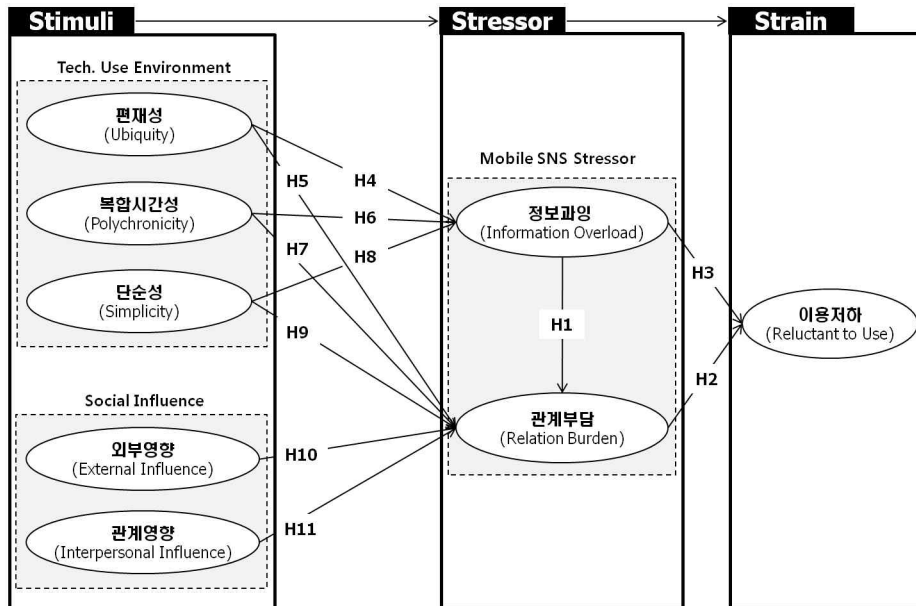 Stimuli
Stressor
Strain
Tech. Use Environment
편재성
(Ubiquity)
복합시간성
(Polychronicity)
단순성
(Simplicity)
Social Influence
외부영향
(External Influence)
관계영향
(Interpersonal Influence)
H5
H4
H6
H7
H8
H9
H10
H11
Mobile SNS Stressor
정보과잉
(Information Overload)
H1
관계부담
(Relation Burden)
H3
H2
이용저하
(Reluctant to Use)